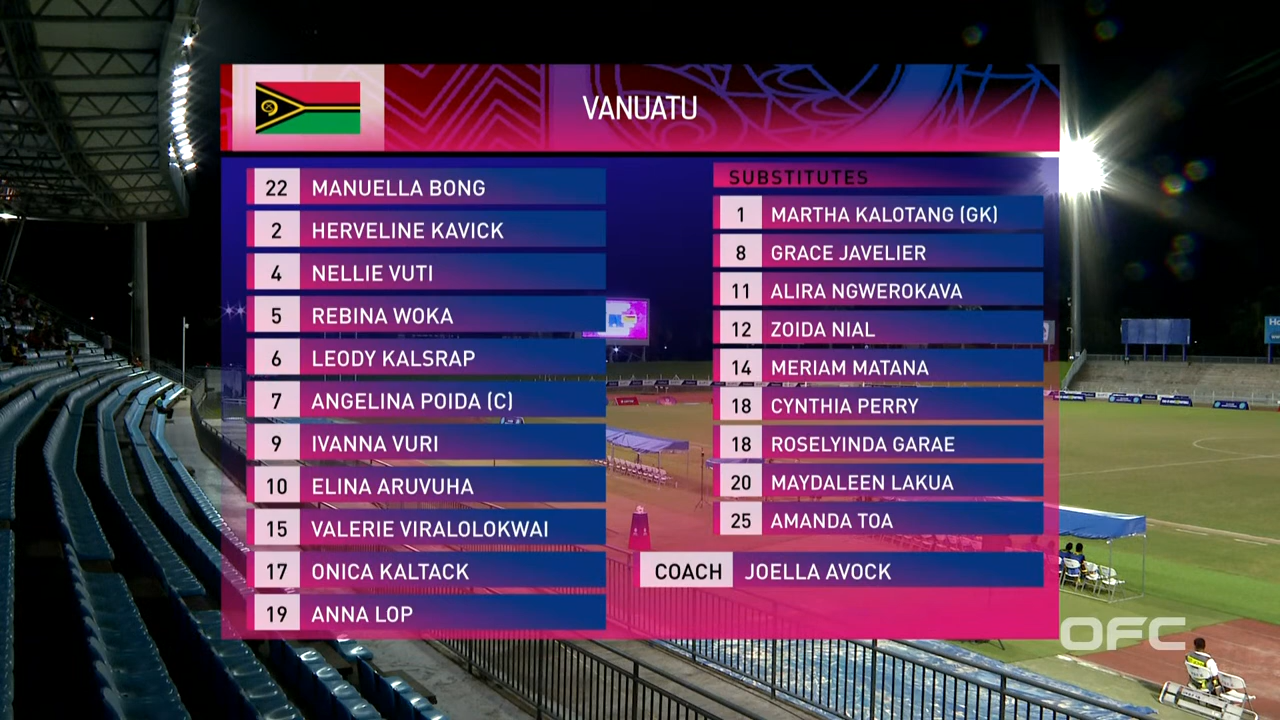 VANUATU
22 MANUELLA BONG
2 HERVELINE KAVICK
4 NELLIE VUTI
5 REBINA WOKA
6 LEODY KALSRAP
7 ANGELINA POIDA (C)
9 IVANNA VURI
10 ELINA ARUVUHA
15 VALERIE VIRALOLOKWAI
17 ONICA KALTACK
19 ANNA LOP
SUBSTITUTES
1 MARTHA KALOTANG (GK)
8 GRACE JAVELIER
11 ALIRA NGWEROKAVA
12 ZOIDA NIAL
14 MERIAM MATANA
18 CYNTHIA PERRY
18 ROSELYINDA GARAE
20 MAYDALEEN LAKUA
25 AMANDA TOA
COACH JOELLA AVOCK
OFC